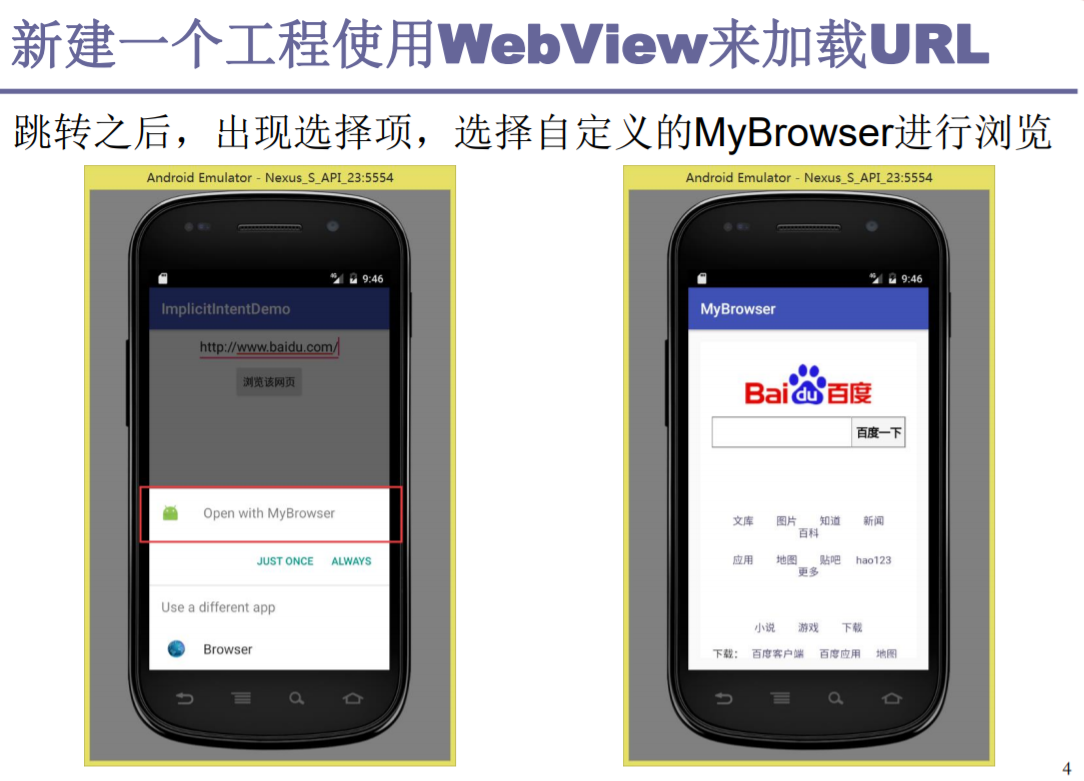 新建一个工程使用WebView来加载URL
跳转之后，出现选择项，选择自定义的MyBrowser进行浏览
Android Emulator - Nexus_S_API_23:5554
4G 9:46
ImplicitIntentDemo
http://www.baidu.com/
浏览该网页
Open with MyBrowser
JUST ONCE ALWAYS
Use a different app
Browser
Android Emulator - Nexus_S_API_23:5554
4G 9:46
MyBrowser
Bai du 百度
百度一下
文库 图片 知道 新闻
百科
应用 地图 贴吧 hao123
更多
小说 游戏 下载
下载： 百度客户端 百度应用 地图
4